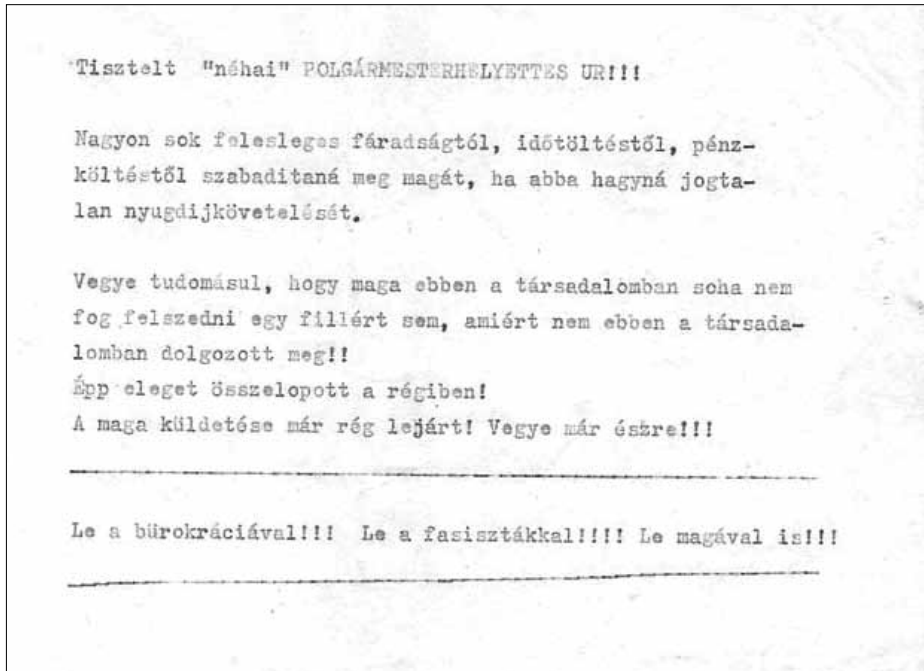 Tisztelt "néhai" POLGÁRMESTERHELYETTES UR!!!
Nagyon sok felesleges fáradságtól, időtöltéstől, pénz-
költéstől szabaditaná meg magát, ha abba hagyná jogta-
lan nyugdijkövetelését.
Vegye tudomásul, hogy maga ebben a társadalomban soha nem
fog felszedni egy fillért sem, amiért nem ebben a társada-
lomban dolgozott meg!!
Épp eleget összelopott a régiben!
A maga küldetése már rég lejárt! Vegye már észre!!!
Le a bürokráciával!!! Le a fasisztákkal!!!! Le magával is!!!